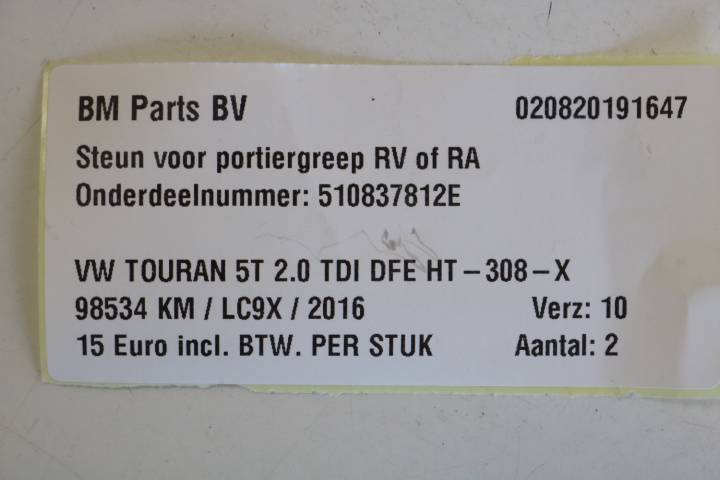 BM Parts BV 020820191647
Steun voor portiergreep RV of RA
Onderdeelnummer: 510837812E
VW TOURAN 5T 2.0 TDI DFE HT-308-X
98534 KM / LC9X / 2016 Verz: 10
15 Euro incl. BTW. PER STUK Aantal: 2